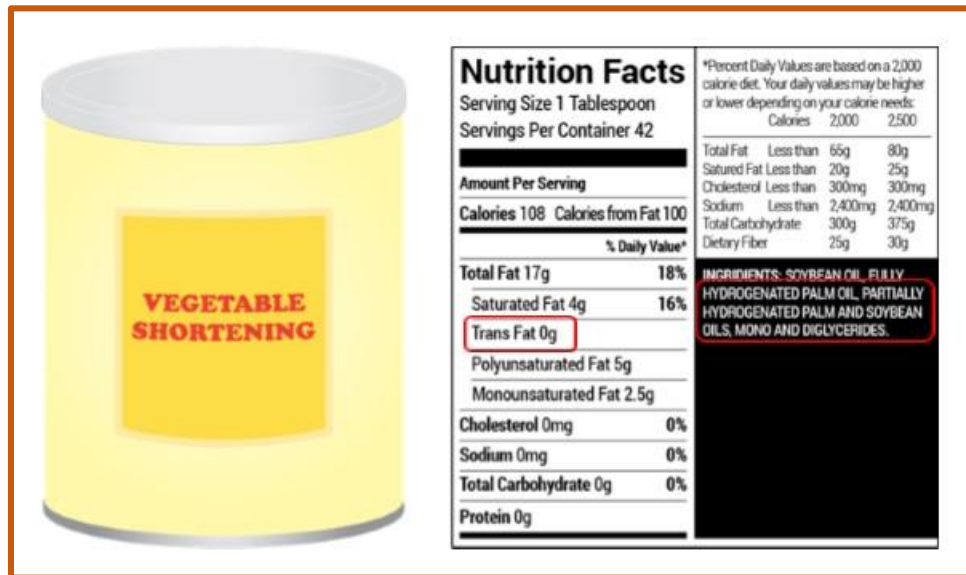 VEGETABLE
SHORTENING
Nutrition Facts
Serving Size 1 Tablespoon
Servings Per Container 42
Amount Per Serving
Calories 108 Calories from Fat 100
% Daily Value*
Total Fat 17g 18%
Saturated Fat 4g 16%
Trans Fat 0g
Polyunsaturated Fat 5g
Monounsaturated Fat 2.5g
Cholesterol 0mg 0%
Sodium 0mg 0%
Total Carbohydrate 0g 0%
Protein 0g
*Percent Daily Values are based on a 2,000
calorie diet. Your daily values may be higher
or lower depending on your calorie needs:
Calories 2,000 2,500
Total Fat Less than 65g 80g
Satured Fat Less than 20g 25g
Cholesterol Less than 300mg 300mg
Sodium Less than 2,400mg 2,400mg
Total Carbohydrate 300g 375g
Dietary Fiber 25g 30g
INGRIDIENTS: SOYBEAN OIL, FULLY
HYDROGENATED PALM OIL, PARTIALLY
HYDROGENATED PALM AND SOYBEAN
OILS, MONO AND DIGLYCERIDES.